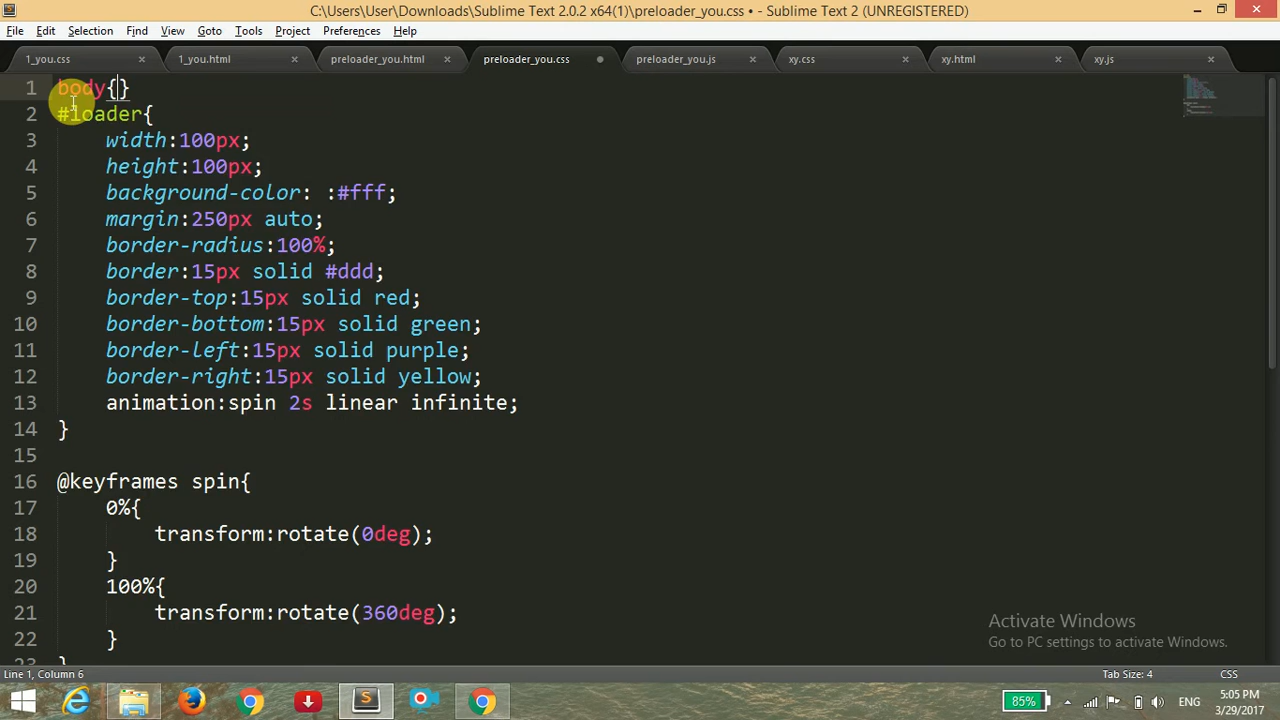 C:\Users\User\Downloads\Sublime Text 2.0.2 x64(1)\preloader_you.css • - Sublime Text 2 (UNREGISTERED)
File Edit Selection Find View Goto Tools Project Preferences Help
1_you.css 1_you.html preloader_you.html preloader_you.css preloader_you.js xy.css xy.html xy.js
1 body{}
2 #loader{
3 width:100px;
4 height:100px;
5 background-color: :#fff;
6 margin:250px auto;
7 border-radius:100%;
8 border:15px solid #ddd;
9 border-top:15px solid red;
10 border-bottom:15px solid green;
11 border-left:15px solid purple;
12 border-right:15px solid yellow;
13 animation:spin 2s linear infinite;
14 }
15
16 @keyframes spin{
17 0%{
18 transform:rotate(0deg);
19 }
20 100%{
21 transform:rotate(360deg);
22 }
23 }
Activate Windows
Go to PC settings to activate Windows.
Line 1, Column 6 Tab Size: 4 CSS
85% ENG 5:05 PM
3/29/2017